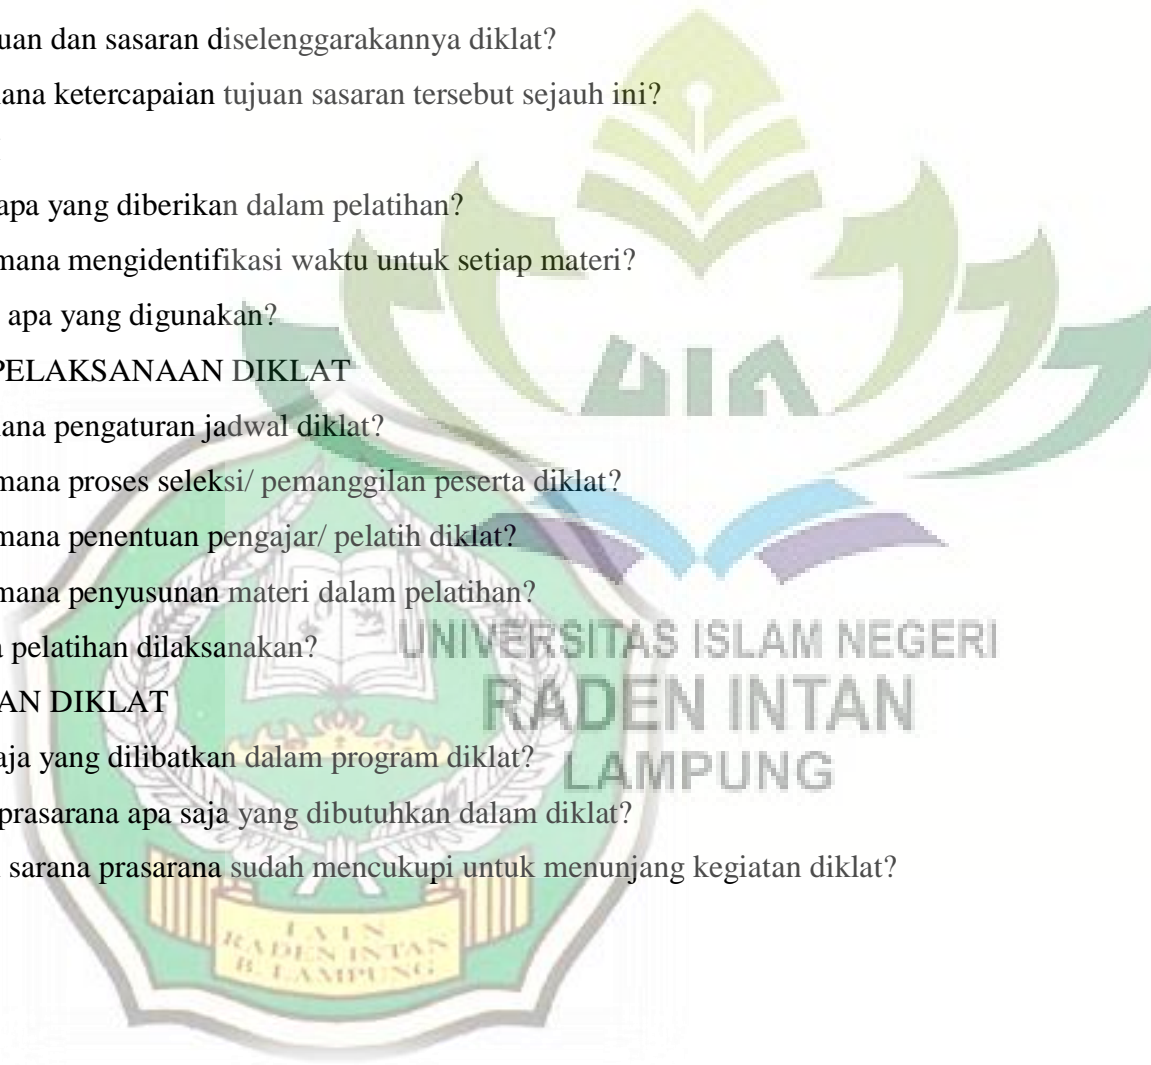 uan dan sasaran diselenggarakannya diklat?
ana ketercapaian tujuan sasaran tersebut sejauh ini?
apa yang diberikan dalam pelatihan?
mana mengidentifikasi waktu untuk setiap materi?
apa yang digunakan?
PELAKSANAAN DIKLAT
ana pengaturan jadwal diklat?
mana proses seleksi/ pemanggilan peserta diklat?
mana penentuan pengajar/ pelatih diklat?
mana penyusunan materi dalam pelatihan?
pelatihan dilaksanakan?
UNIVERSITAS ISLAM NEGERI
AN DIKLAT
RADEN INTAN
aja yang dilibatkan dalam program diklat?
LAMPUNG
prasarana apa saja yang dibutuhkan dalam diklat?
sarana prasarana sudah mencukupi untuk menunjang kegiatan diklat?
IAIN
RADEN INTAN
B. LAMPUNG